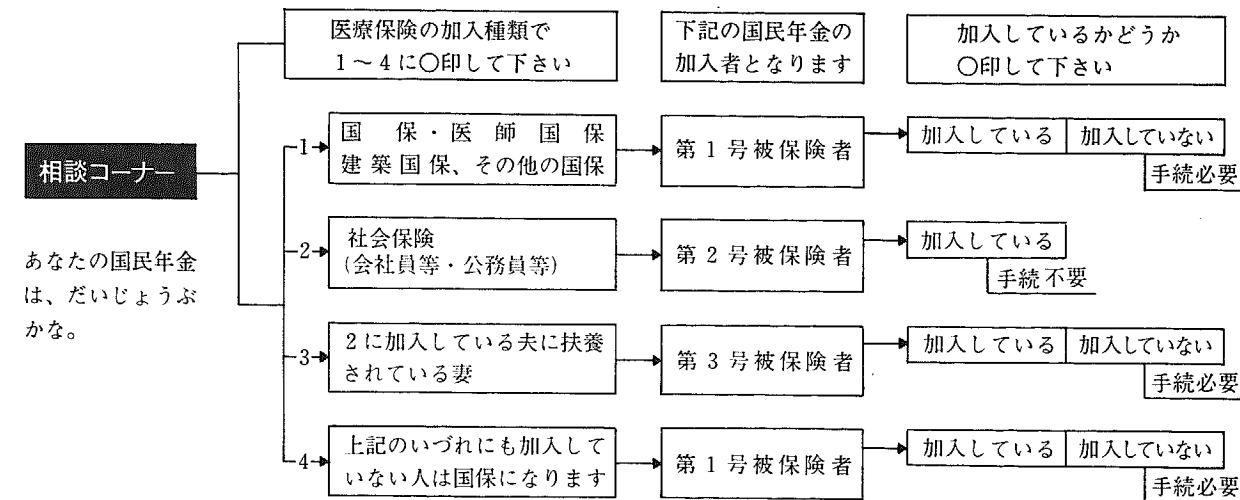 医療保険の加入種類で
1～4に〇印して下さい
下記の国民年金の
加入者となります
加入しているかどうか
〇印して下さい
相談コーナー
あなたの国民年金
は、だいじょうぶ
かな。
1
国保・医師国保
建築国保、その他の国保
第1号被保険者
加入している
加入していない
手続必要
2
社会保険
(会社員等・公務員等)
第2号被保険者
加入している
手続不要
3
2に加入している夫に扶養
されている妻
第3号被保険者
加入している
加入していない
手続必要
4
上記のいづれにも加入して
いない人は国保になります
第1号被保険者
加入している
加入していない
手続必要